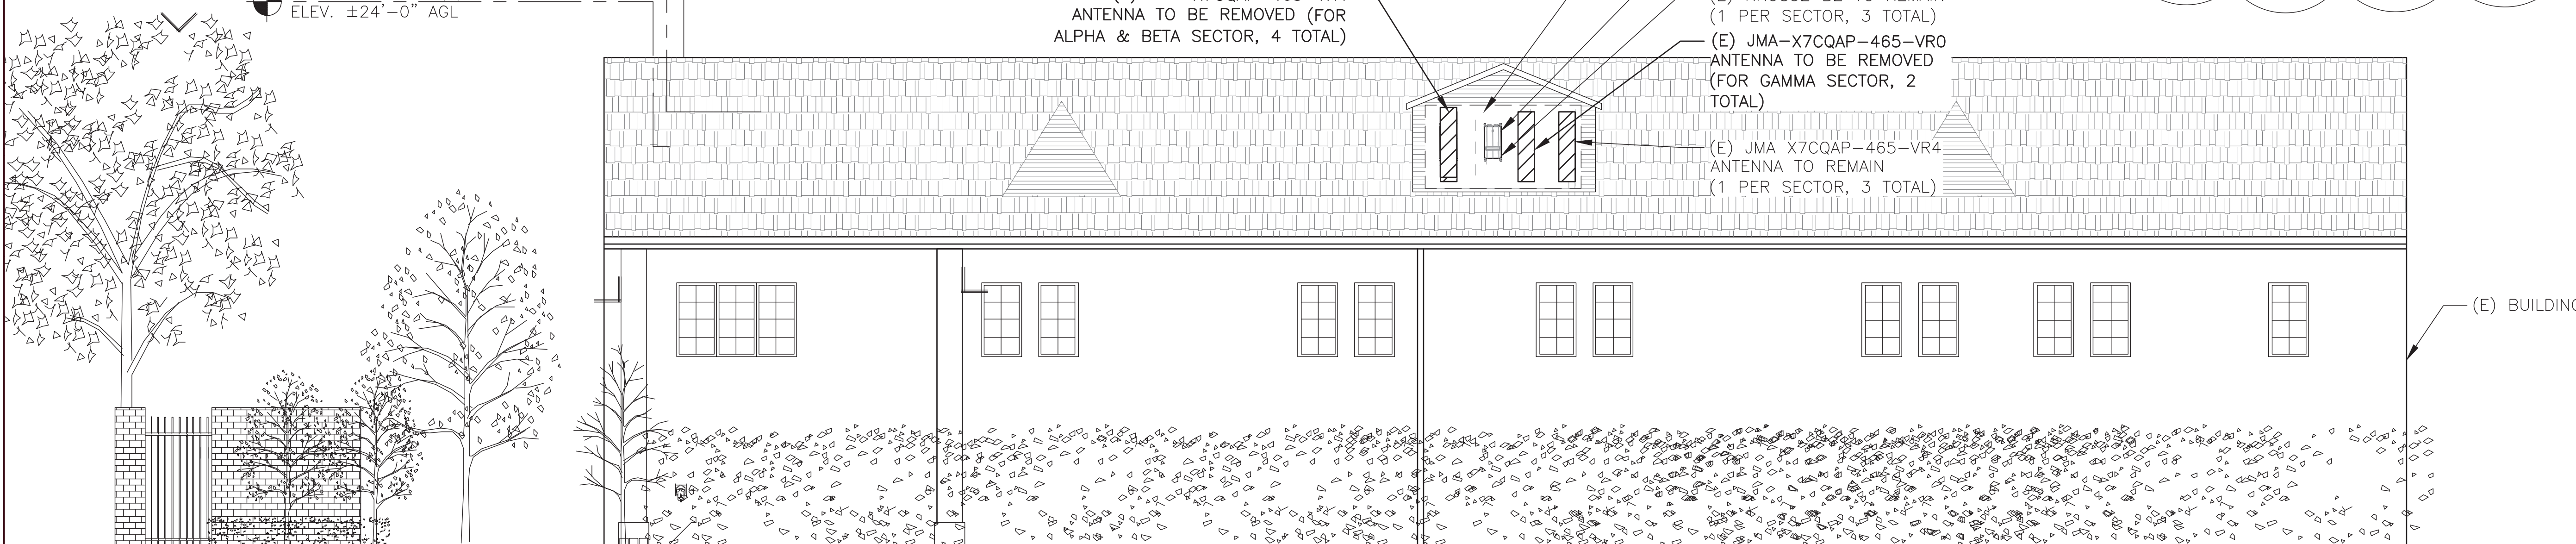 ELEV. ±24'-0" AGL
ANTENNA TO BE REMOVED (FOR
ALPHA & BETA SECTOR, 4 TOTAL)
(1 PER SECTOR, 3 TOTAL)
(E) JMA-X7CQAP-465-VR0
ANTENNA TO BE REMOVED
(FOR GAMMA SECTOR, 2
TOTAL)
(E) JMA X7CQAP-465-VR4
ANTENNA TO REMAIN
(1 PER SECTOR, 3 TOTAL)
(E) BUILDING